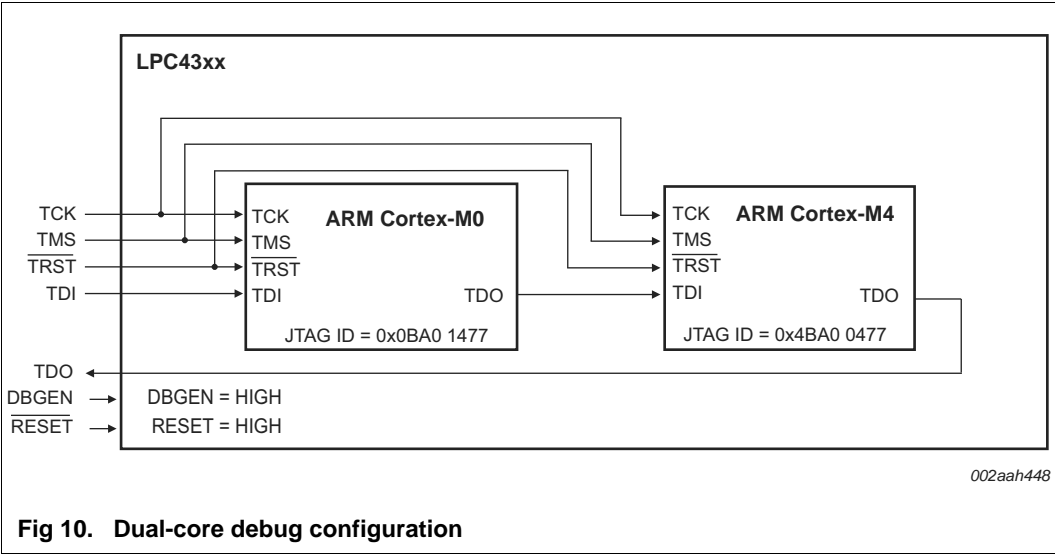 LPC43xx
TCK
TMS
TRST
TDI
TCK
TMS
TRST
TDI
ARM Cortex-M0
TDO
JTAG ID = 0x0BA0 1477
TCK
TMS
TRST
TDI
ARM Cortex-M4
TDO
JTAG ID = 0x4BA0 0477
TDO
DBGEN
RESET
DBGEN = HIGH
RESET = HIGH
002aah448
Fig 10. Dual-core debug configuration